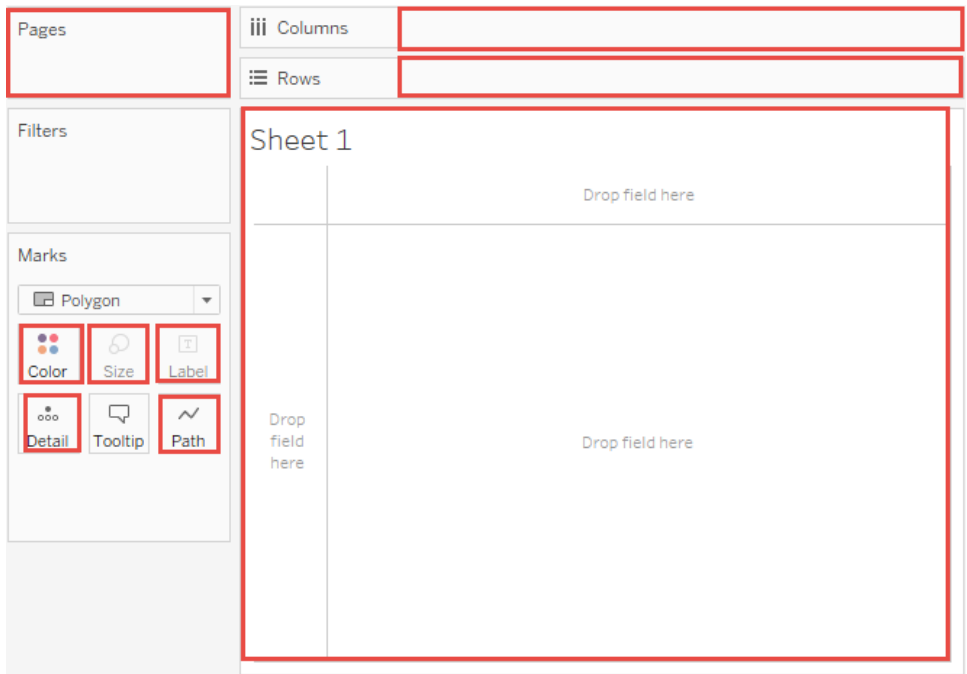 Pages
Columns
Rows
Filters
Sheet 1
Drop field here
Marks
Polygon
Color Size Label
Detail Tooltip Path
Drop
field
here
Drop field here